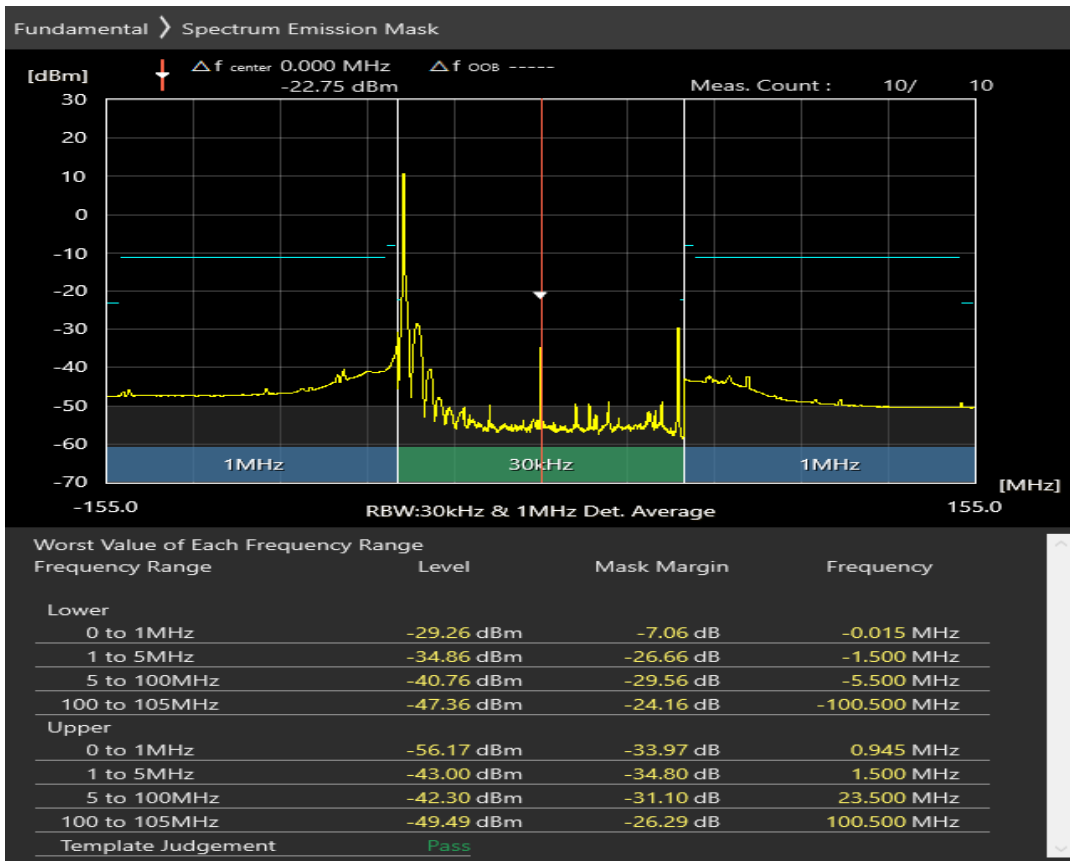 Fundamental ❯ Spectrum Emission Mask
[dBm] △f center 0.000 MHz △f OOB -----
-22.75 dBm Meas. Count : 10/ 10
30
20
10
0
-10
-20
-30
-40
-50
-60
1MHz 30kHz 1MHz
-70 [MHz]
-155.0 RBW:30kHz & 1MHz Det. Average 155.0
Worst Value of Each Frequency Range
Frequency Range Level Mask Margin Frequency
Lower
0 to 1MHz -29.26 dBm -7.06 dB -0.015 MHz
1 to 5MHz -34.86 dBm -26.66 dB -1.500 MHz
5 to 100MHz -40.76 dBm -29.56 dB -5.500 MHz
100 to 105MHz -47.36 dBm -24.16 dB -100.500 MHz
Upper
0 to 1MHz -56.17 dBm -33.97 dB 0.945 MHz
1 to 5MHz -43.00 dBm -34.80 dB 1.500 MHz
5 to 100MHz -42.30 dBm -31.10 dB 23.500 MHz
100 to 105MHz -49.49 dBm -26.29 dB 100.500 MHz
Template Judgement Pass